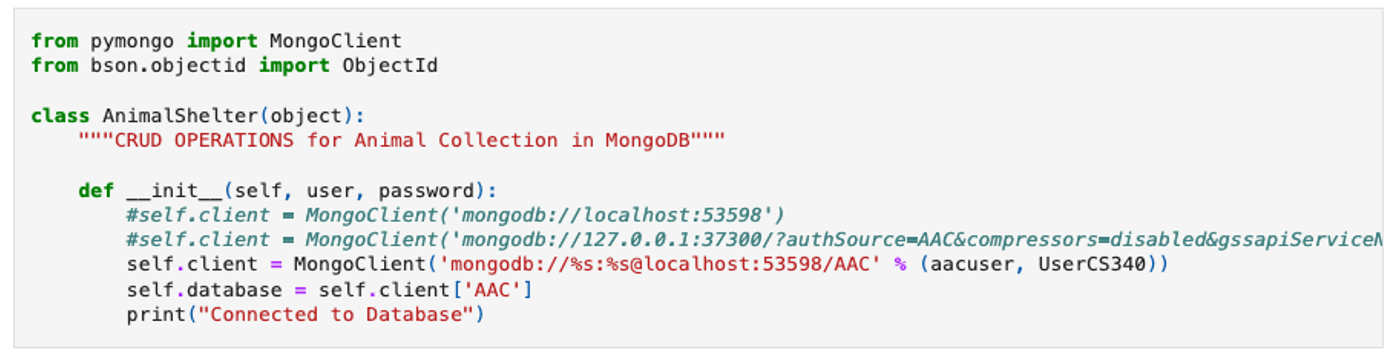 from pymongo import MongoClient
from bson.objectid import ObjectId
class AnimalShelter(object):
"""CRUD OPERATIONS for Animal Collection in MongoDB"""
def __init__(self, user, password):
#self.client = MongoClient('mongodb://localhost:53598')
#self.client = MongoClient('mongodb://127.0.0.1:37300/?authSource=AAC&compressors=disabled&gssapiServiceN
self.client = MongoClient('mongodb://%s:%s@localhost:53598/AAC' % (aacuser, UserCS340))
self.database = self.client['AAC']
print("Connected to Database")